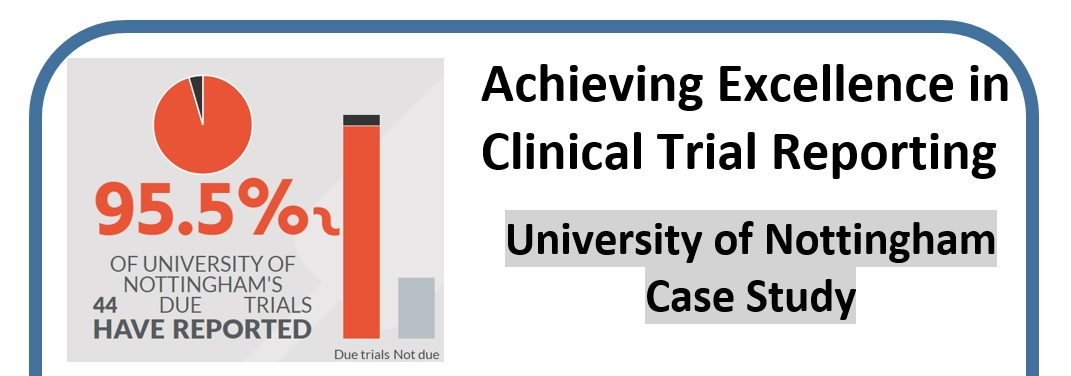 Achieving Excellence in
Clinical Trial Reporting
University of Nottingham
Case Study
95.5%
OF UNIVERSITY OF
NOTTINGHAM'S
44 DUE TRIALS
HAVE REPORTED
Due trials Not due